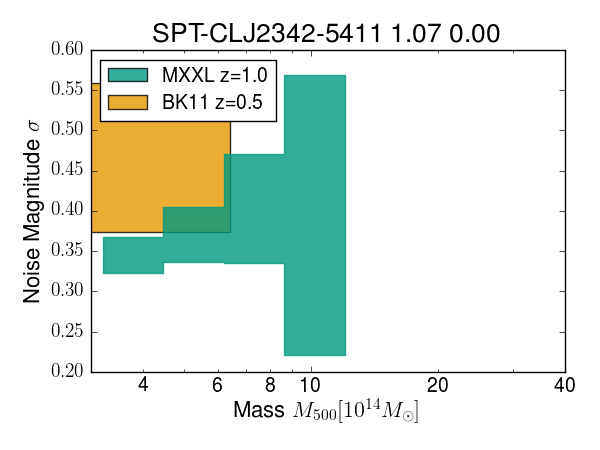 SPT-CLJ2342-5411 1.07 0.00
MXXL z=1.0
BK11 z=0.5
Noise Magnitude σ
0.60
0.55
0.50
0.45
0.40
0.35
0.30
0.25
0.20
4 6 8 10 20 40
Mass M₅₀₀[10¹⁴M☉]